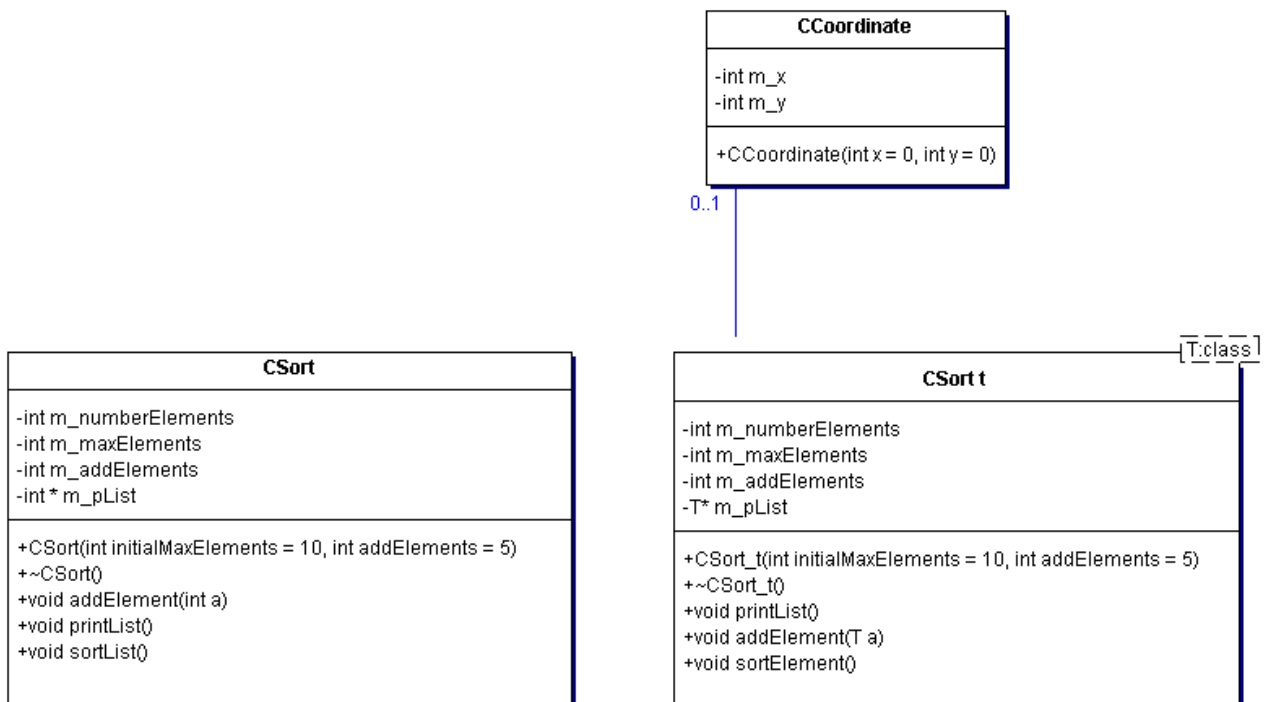 CCoordinate
-int m_x
-int m_y
+CCoordinate(int x = 0, int y = 0)
0..1
CSort
-int m_numberElements
-int m_maxElements
-int m_addElements
-int * m_pList
+CSort(int initialMaxElements = 10, int addElements = 5)
+~CSort()
+void addElement(int a)
+void printList()
+void sortList()
T:class
CSort t
-int m_numberElements
-int m_maxElements
-int m_addElements
-T* m_pList
+CSort_t(int initialMaxElements = 10, int addElements = 5)
+~CSort_t()
+void printList()
+void addElement(T a)
+void sortElement()